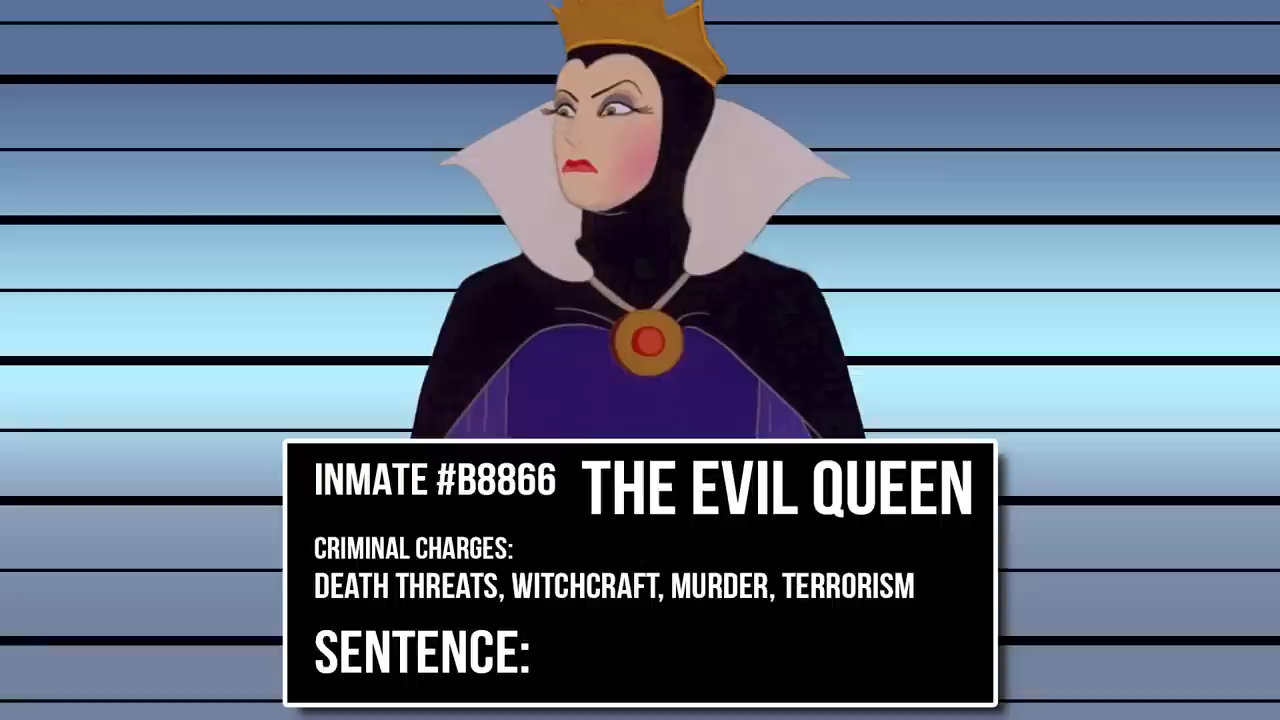 INMATE #B8866 THE EVIL QUEEN
CRIMINAL CHARGES:
DEATH THREATS, WITCHCRAFT, MURDER, TERRORISM
SENTENCE: